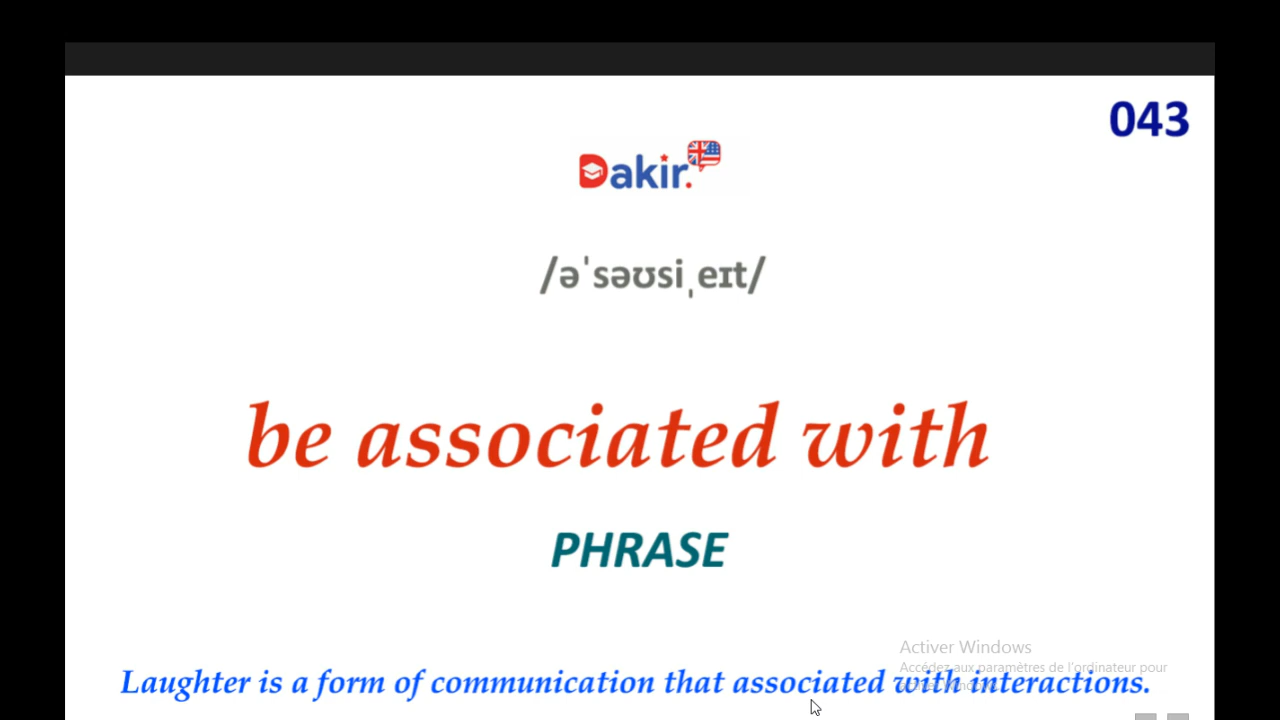 043
Dakir.
/əˈsəʊsiˌeɪt/
be associated with
PHRASE
Activer Windows
Accédez aux paramètres de l'ordinateur pour
Laughter is a form of communication that associated with interactions.